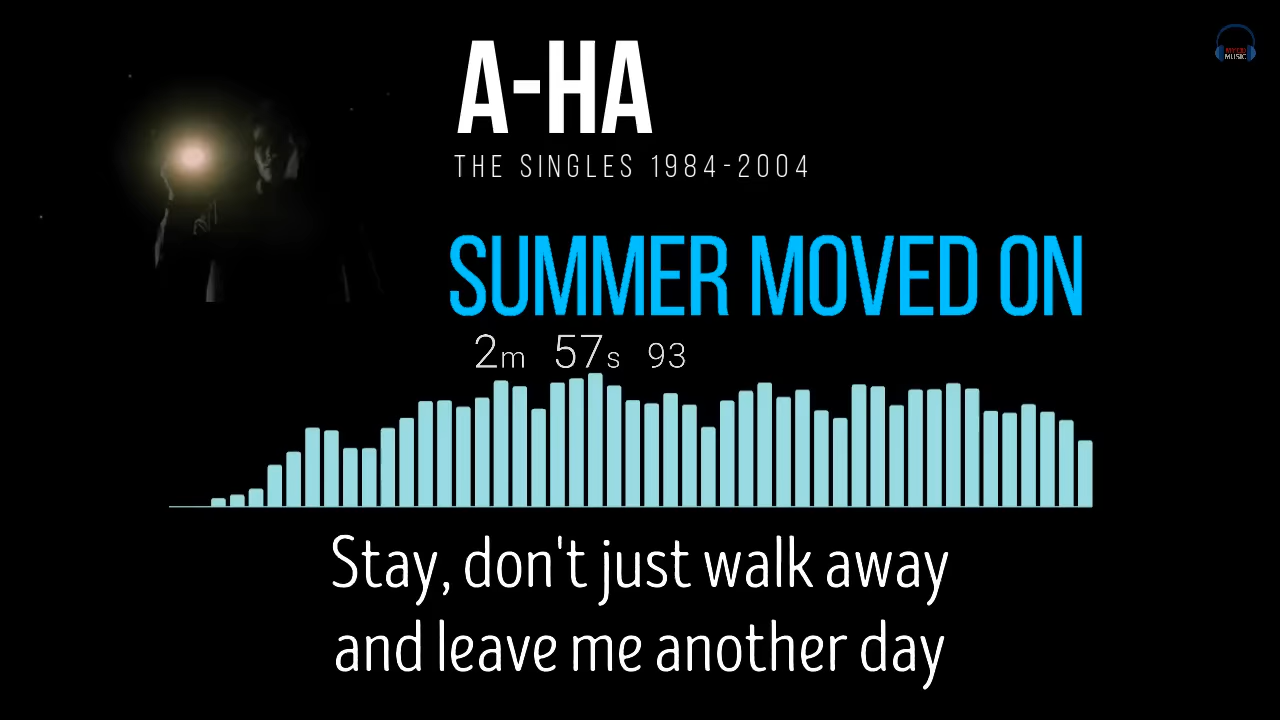 A-HA
THE SINGLES 1984-2004
SUMMER MOVED ON
2m 57s 93
Stay, don't just walk away
and leave me another day
MUSIC